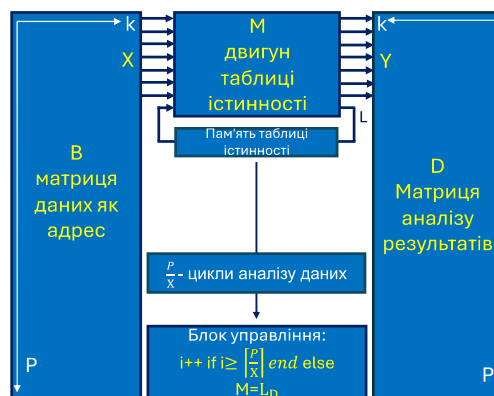 k
X
B
матриця
даних як
адрес
P
M
двигун
таблиці
істинності
L
Пам'ять таблиці
істинності
P/X - цикли аналізу даних
Блок управління:
i++ if i≥ ⌈P/X⌉ end else
M=L_D
k
Y
D
Матриця
аналізу
результатів
P